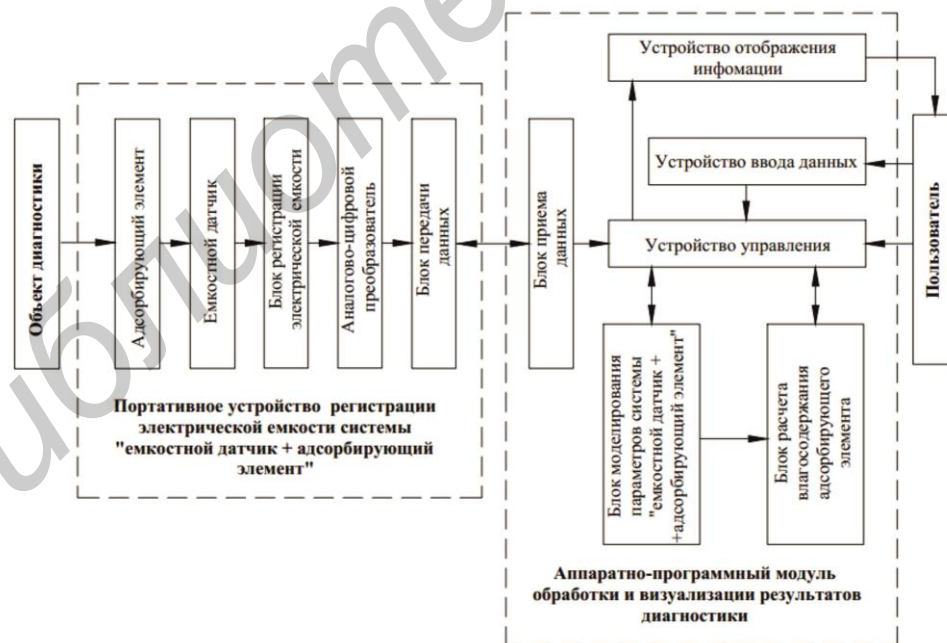 Объект диагностики
Адсорбирующий элемент
Емкостной датчик
Блок регистрации
электрической емкости
Аналогово-цифровой
преобразователь
Блок передачи
данных
Портативное устройство регистрации
электрической емкости системы
"емкостной датчик + адсорбирующий
элемент"
Блок приема
данных
Устройство отображения
инфомации
Устройство ввода данных
Устройство управления
Блок моделирования
параметров системы
"емкостной датчик +
+адсорбирующий элемент"
Блок расчета
влагосодержания
адсорбирующего
элемента
Аппаратно-программный модуль
обработки и визуализации результатов
диагностики
Пользователь
иблиоте